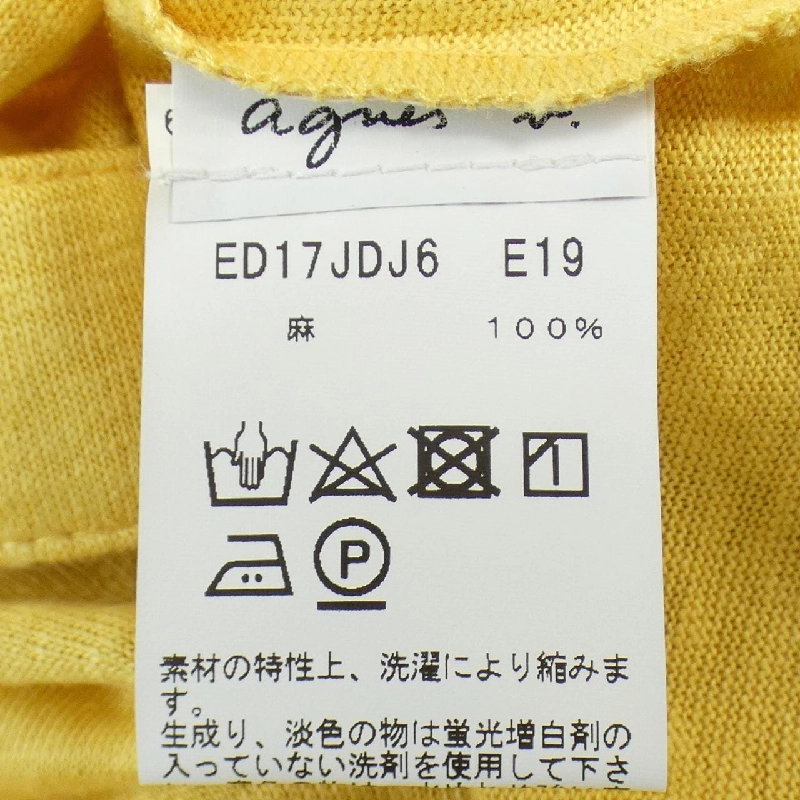 agnès b.
ED17JDJ6 E19
麻 100%
P
素材の特性上、洗濯により縮みま
す。
生成り、淡色の物は蛍光増白剤の
入っていない洗剤を使用して下さ